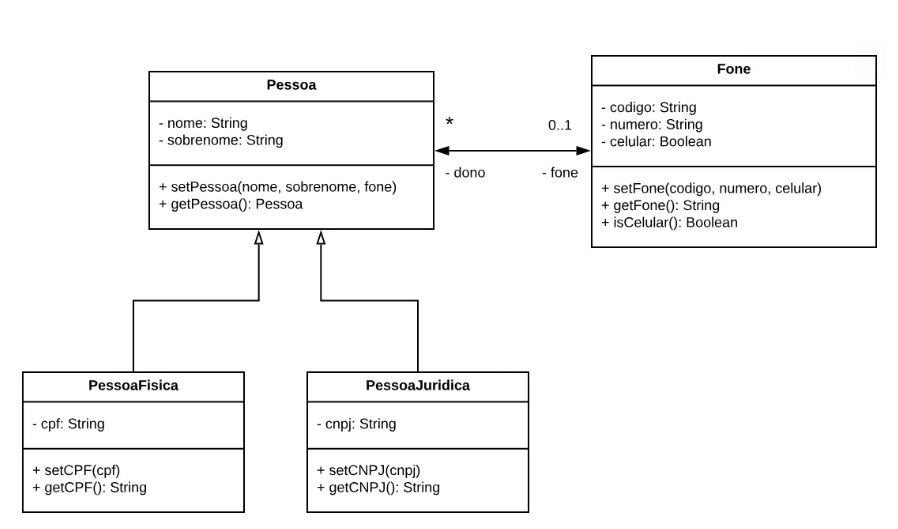 Pessoa
- nome: String
- sobrenome: String
+ setPessoa(nome, sobrenome, fone)
+ getPessoa(): Pessoa
*
0..1
- dono
- fone
Fone
- codigo: String
- numero: String
- celular: Boolean
+ setFone(codigo, numero, celular)
+ getFone(): String
+ isCelular(): Boolean
PessoaFisica
- cpf: String
+ setCPF(cpf)
+ getCPF(): String
PessoaJuridica
- cnpj: String
+ setCNPJ(cnpj)
+ getCNPJ(): String